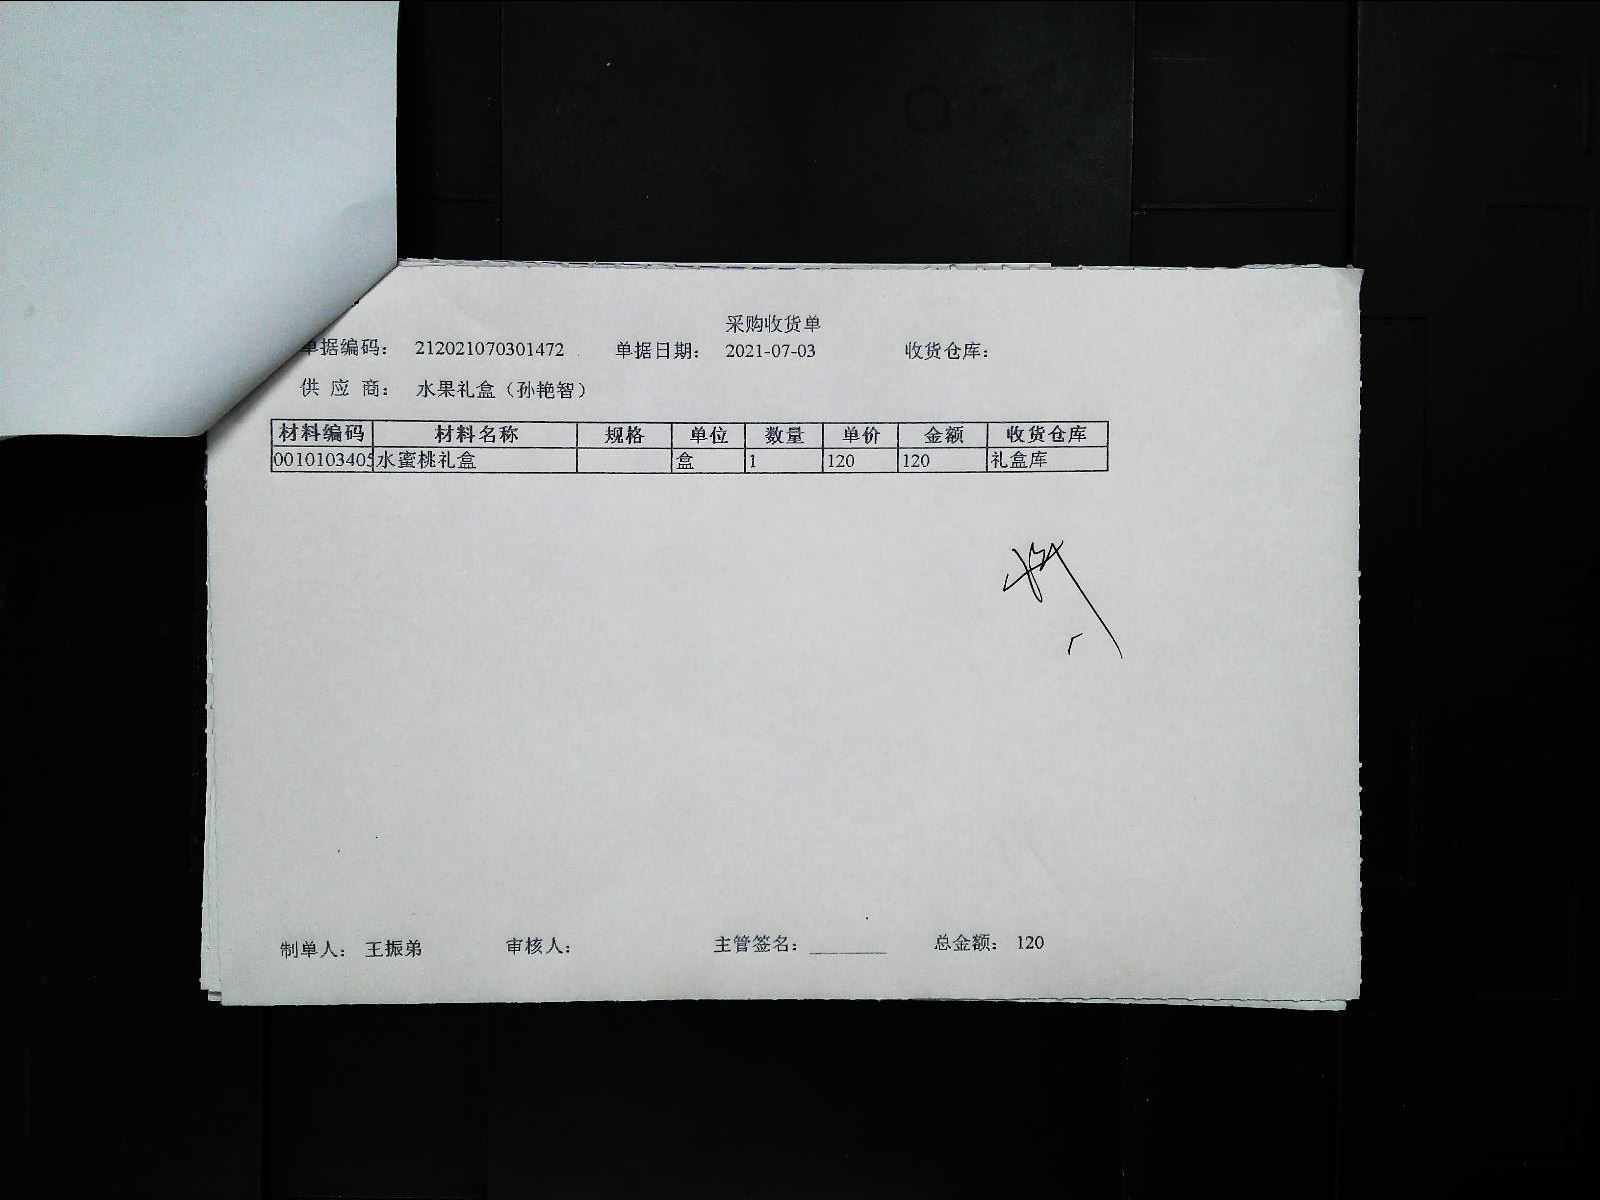 采购收货单
单据编码： 212021070301472 单据日期： 2021-07-03 收货仓库：
供 应 商： 水果礼盒（孙艳智）
材料编码 材料名称 规格 单位 数量 单价 金额 收货仓库
0010103405 水蜜桃礼盒 盒 1 120 120 礼盒库
制单人： 王振弟 审核人： 主管签名： ________ 总金额： 120